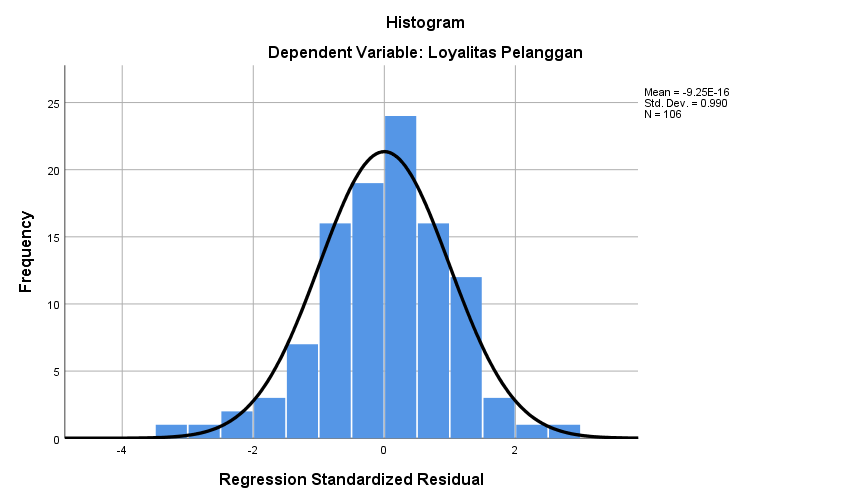 Histogram
Dependent Variable: Loyalitas Pelanggan
Mean = -9.25E-16
Std. Dev. = 0.990
N = 106
Frequency
25
20
15
10
5
0
-4
-2
0
2
Regression Standardized Residual